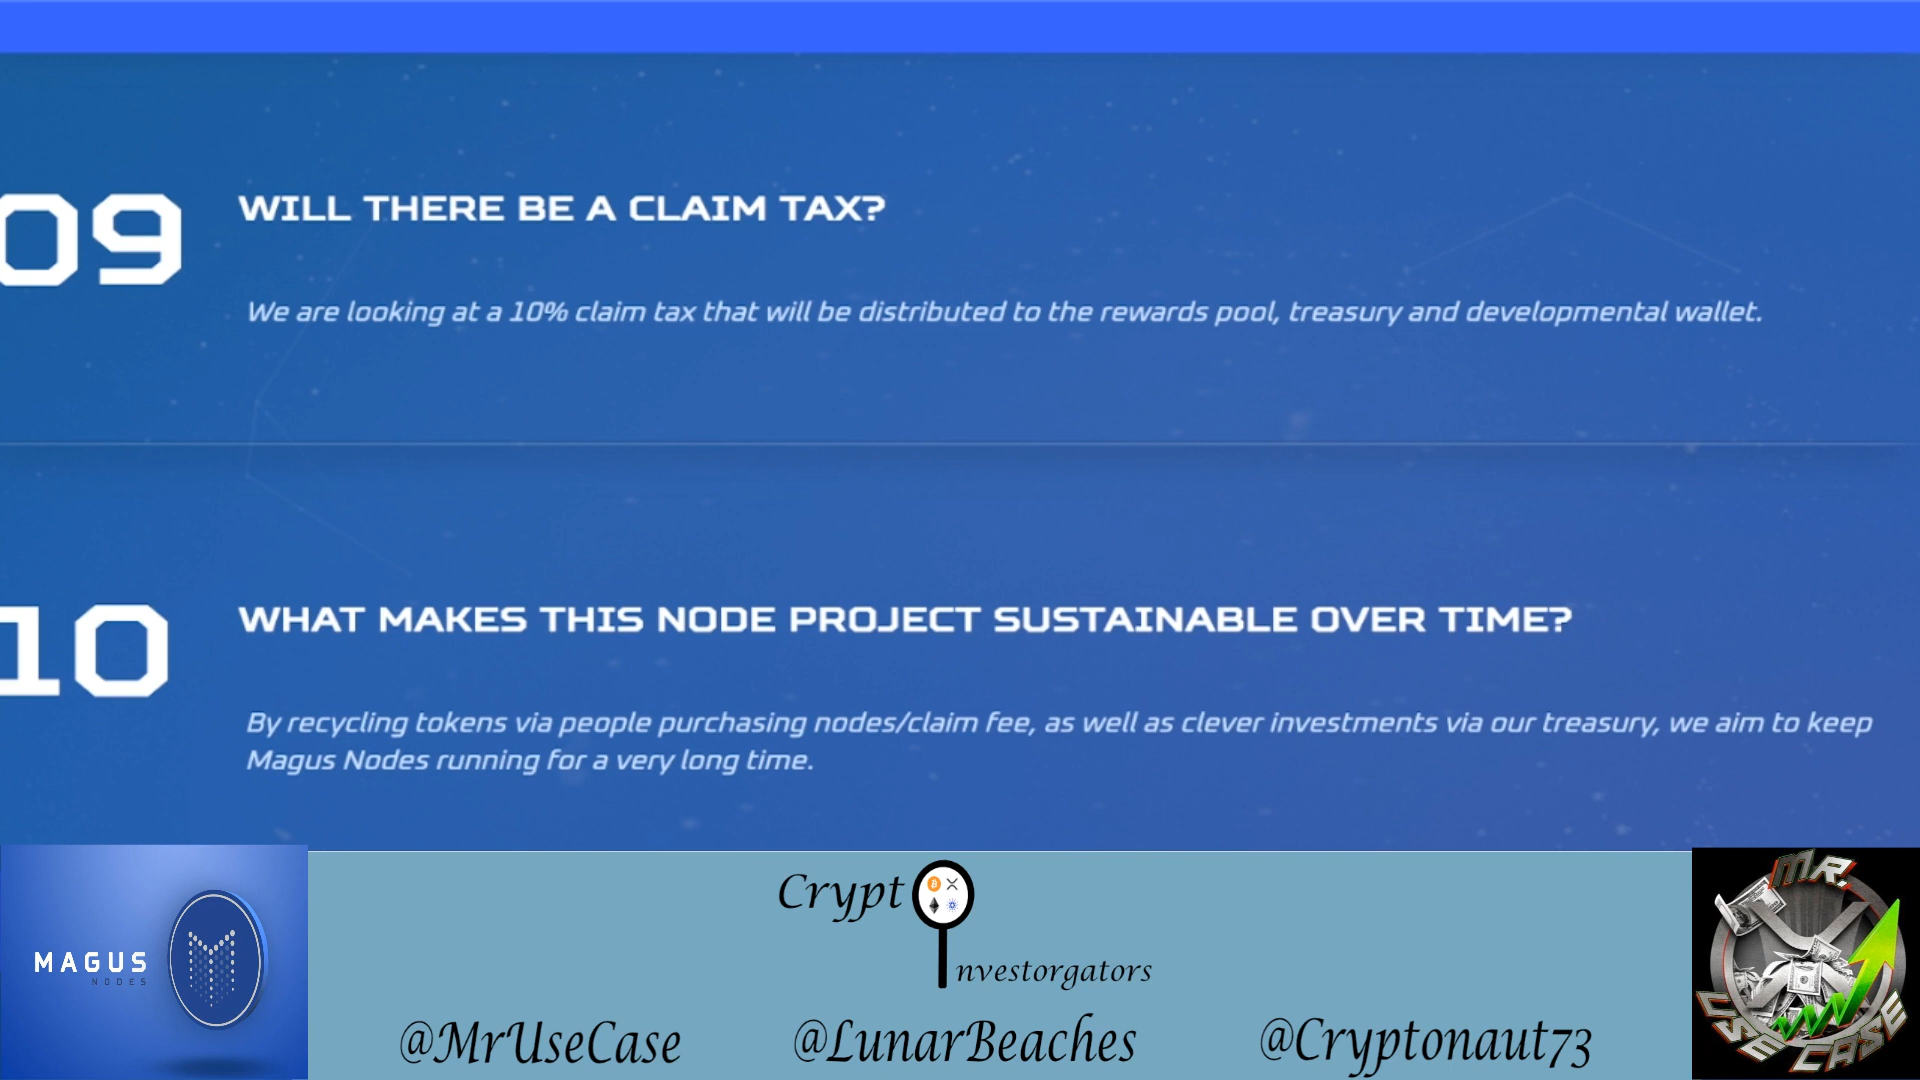 09
WILL THERE BE A CLAIM TAX?
We are looking at a 10% claim tax that will be distributed to the rewards pool, treasury and developmental wallet.
10
WHAT MAKES THIS NODE PROJECT SUSTAINABLE OVER TIME?
By recycling tokens via people purchasing nodes/claim fee, as well as clever investments via our treasury, we aim to keep
Magus Nodes running for a very long time.
MAGUS
NODES
Crypt
nvestorgators
@MrUseCase
@LunarBeaches
@Cryptonaut73
MR.
USE CASE